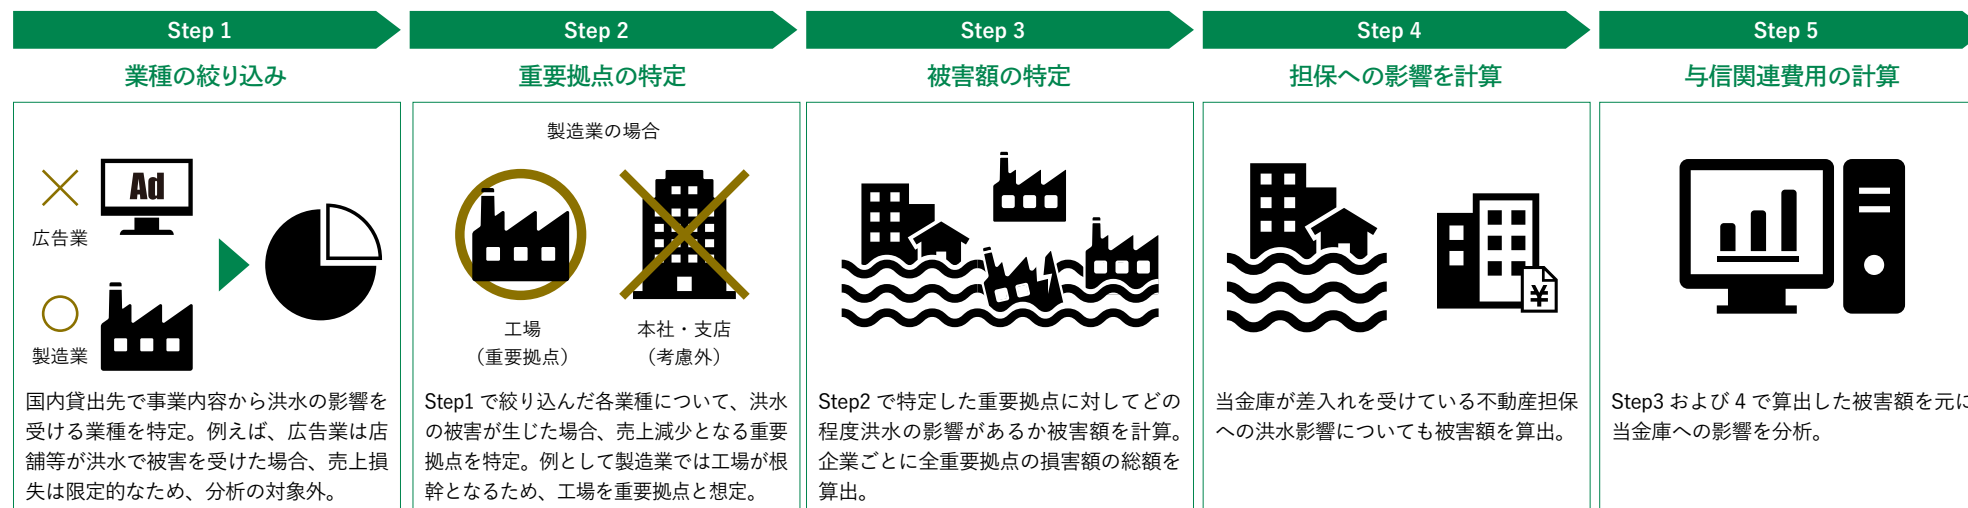 Step 1
業種の絞り込み
Ad
広告業
製造業
国内貸出先で事業内容から洪水の影響を
受ける業種を特定。例えば、広告業は店
舗等が洪水で被害を受けた場合、売上損
失は限定的なため、分析の対象外。
Step 2
重要拠点の特定
製造業の場合
工場
（重要拠点）
本社・支店
（考慮外）
Step1 で絞り込んだ各業種について、洪水
の被害が生じた場合、売上減少となる重要
拠点を特定。例として製造業では工場が根
幹となるため、工場を重要拠点と想定。
Step 3
被害額の特定
Step2 で特定した重要拠点に対してどの
程度洪水の影響があるか被害額を計算。
企業ごとに全重要拠点の損害額の総額を
算出。
Step 4
担保への影響を計算
¥
当金庫が差入れを受けている不動産担保
への洪水影響についても被害額を算出。
Step 5
与信関連費用の計算
Step3 および 4 で算出した被害額を元に
当金庫への影響を分析。